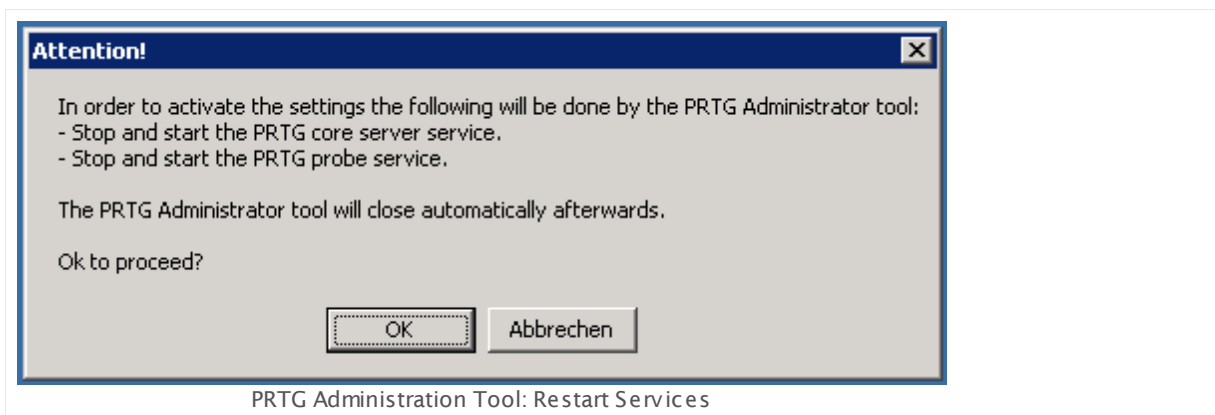 Attention!
In order to activate the settings the following will be done by the PRTG Administrator tool:
- Stop and start the PRTG core server service.
- Stop and start the PRTG probe service.
The PRTG Administrator tool will close automatically afterwards.
Ok to proceed?
OK Abbrechen
PRTG Administration Tool: Restart Services